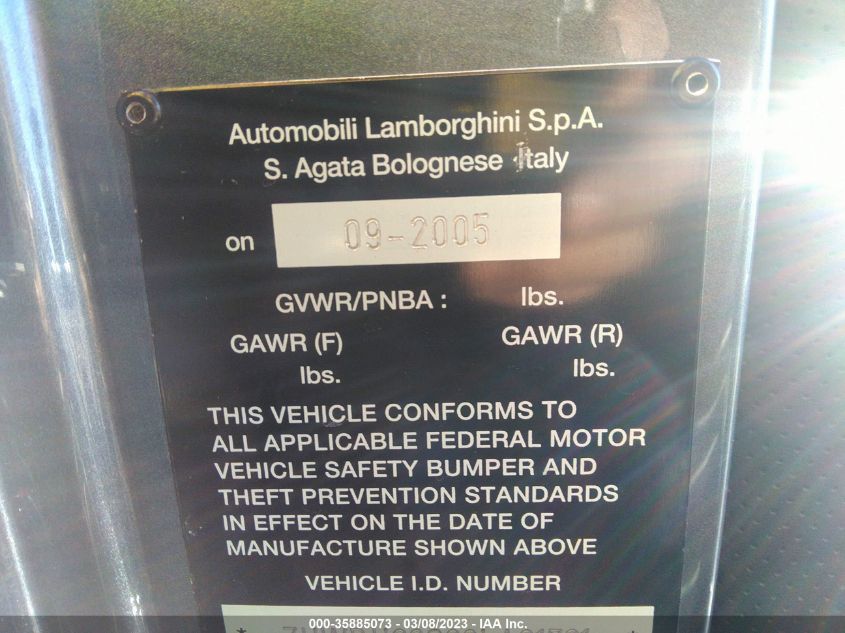 Automobili Lamborghini S.p.A.
S. Agata Bolognese Italy
on 09-2005
GVWR/PNBA : lbs.
GAWR (F) GAWR (R)
lbs. lbs.
THIS VEHICLE CONFORMS TO
ALL APPLICABLE FEDERAL MOTOR
VEHICLE SAFETY BUMPER AND
THEFT PREVENTION STANDARDS
IN EFFECT ON THE DATE OF
MANUFACTURE SHOWN ABOVE
VEHICLE I.D. NUMBER
000-35885073 — 03/08/2023 — IAA Inc.